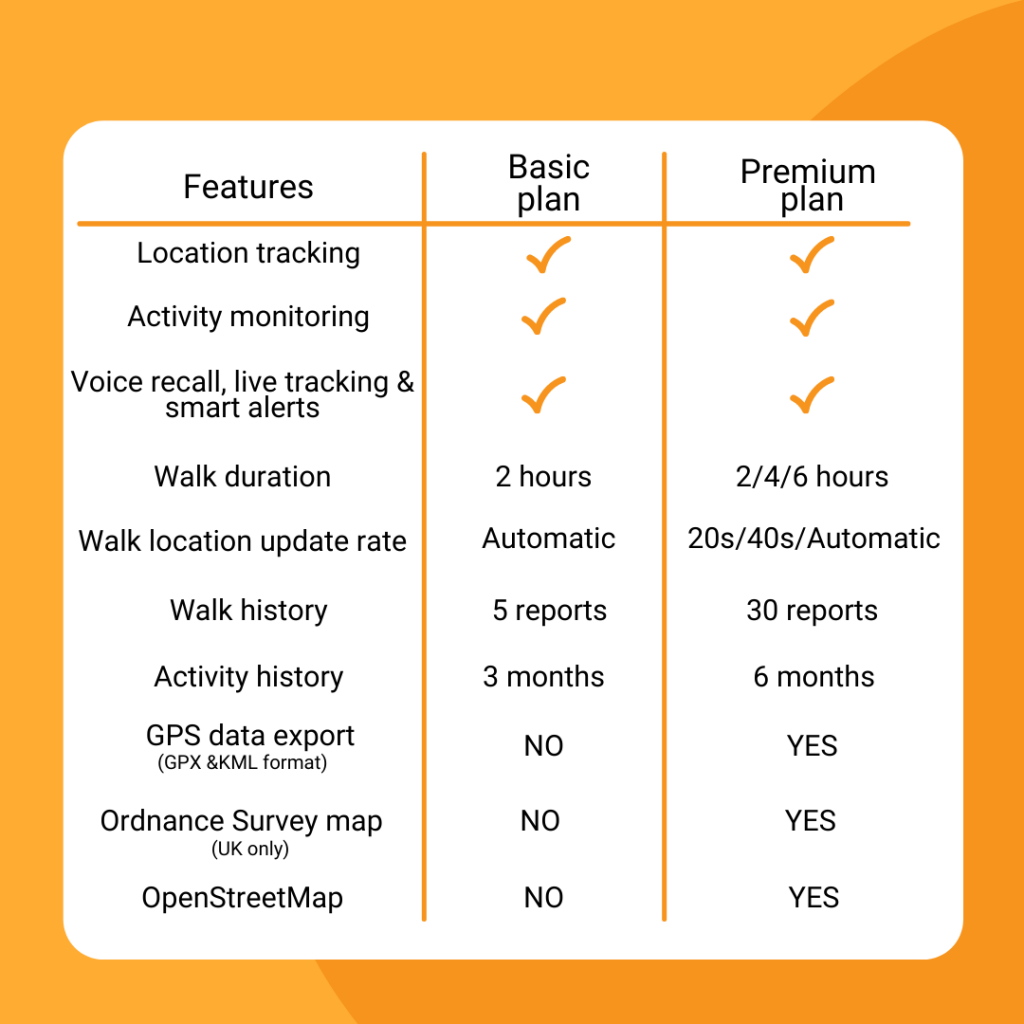 Features
Basic
plan
Premium
plan
Location tracking
Activity monitoring
Voice recall, live tracking &
smart alerts
Walk duration
2 hours
2/4/6 hours
Walk location update rate
Automatic
20s/40s/Automatic
Walk history
5 reports
30 reports
Activity history
3 months
6 months
GPS data export
(GPX &KML format)
NO
YES
Ordnance Survey map
(UK only)
NO
YES
OpenStreetMap
NO
YES